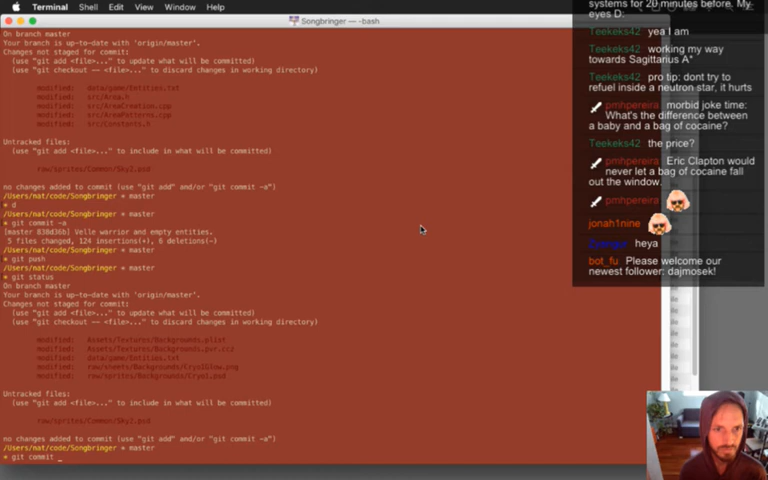 Terminal Shell Edit View Window Help
Songbringer — -bash
On branch master
Your branch is up-to-date with 'origin/master'.
Changes not staged for commit:
(use "git add <file>..." to update what will be committed)
(use "git checkout -- <file>..." to discard changes in working directory)
modified: data/game/Entities.txt
modified: src/Area.h
modified: src/AreaCreation.cpp
modified: src/AreaPatterns.cpp
modified: src/Constants.h
Untracked files:
(use "git add <file>..." to include in what will be committed)
raw/sprites/Common/Sky2.psd
no changes added to commit (use "git add" and/or "git commit -a")
/Users/nat/code/Songbringer * master
* d
/Users/nat/code/Songbringer * master
* git commit -a
[master 830d36b] Velle warrior and empty entities.
5 files changed, 124 insertions(+), 6 deletions(-)
/Users/nat/code/Songbringer * master
* git push
/Users/nat/code/Songbringer * master
* git status
On branch master
Your branch is up-to-date with 'origin/master'.
Changes not staged for commit:
(use "git add <file>..." to update what will be committed)
(use "git checkout -- <file>..." to discard changes in working directory)
modified: Assets/Textures/Backgrounds.plist
modified: Assets/Textures/Backgrounds.pvr.ccz
modified: data/game/Entities.txt
modified: raw/sheets/Backgrounds/CryoIGlow.png
modified: raw/sprites/Backgrounds/CryoI.psd
Untracked files:
(use "git add <file>..." to include in what will be committed)
raw/sprites/Common/Sky2.psd
no changes added to commit (use "git add" and/or "git commit -a")
/Users/nat/code/Songbringer * master
* git commit _
systems for 20 minutes before. My
eyes D:
Teekeks42 yea I am
Teekeks42 working my way
towards Sagittarius A*
Teekeks42 pro tip: dont try to
refuel inside a neutron star, it hurts
pmhpereira morbid joke time:
What's the difference between
a baby and a bag of cocaine?
Teekeks42 the price?
pmhpereira Eric Clapton would
never let a bag of cocaine fall
out the window.
pmhpereira
jonah1nine
heya
bot_fu Please welcome our
newest follower: dajmosek!